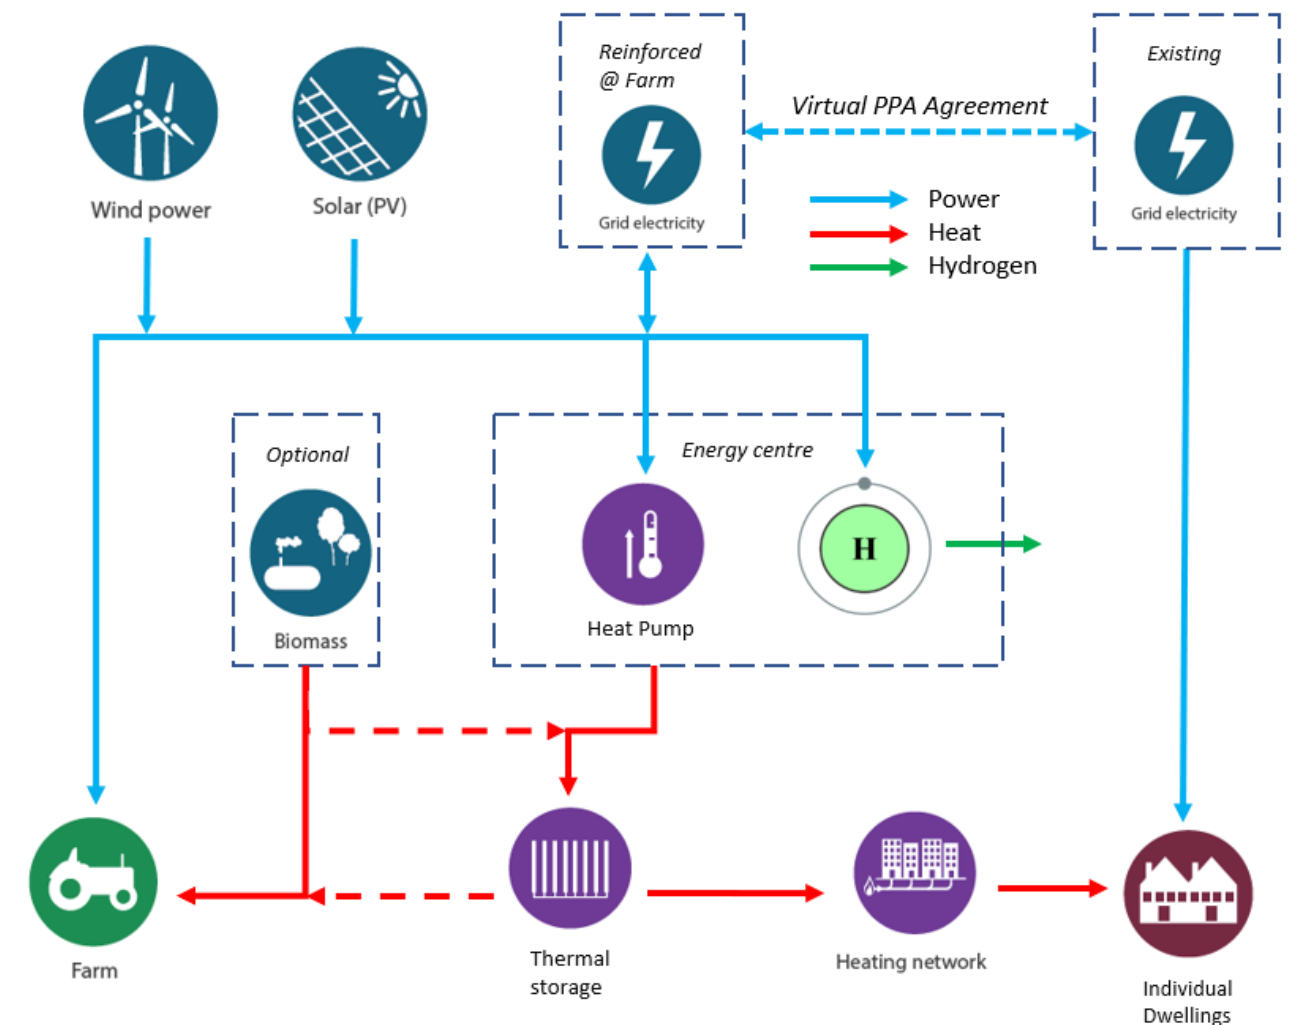 Reinforced
@ Farm
Existing
Virtual PPA Agreement
Wind power
Solar (PV)
Grid electricity
Grid electricity
Power
Heat
Hydrogen
Optional
Energy centre
H
Biomass
Heat Pump
Farm
Thermal
storage
Heating network
Individual
Dwellings